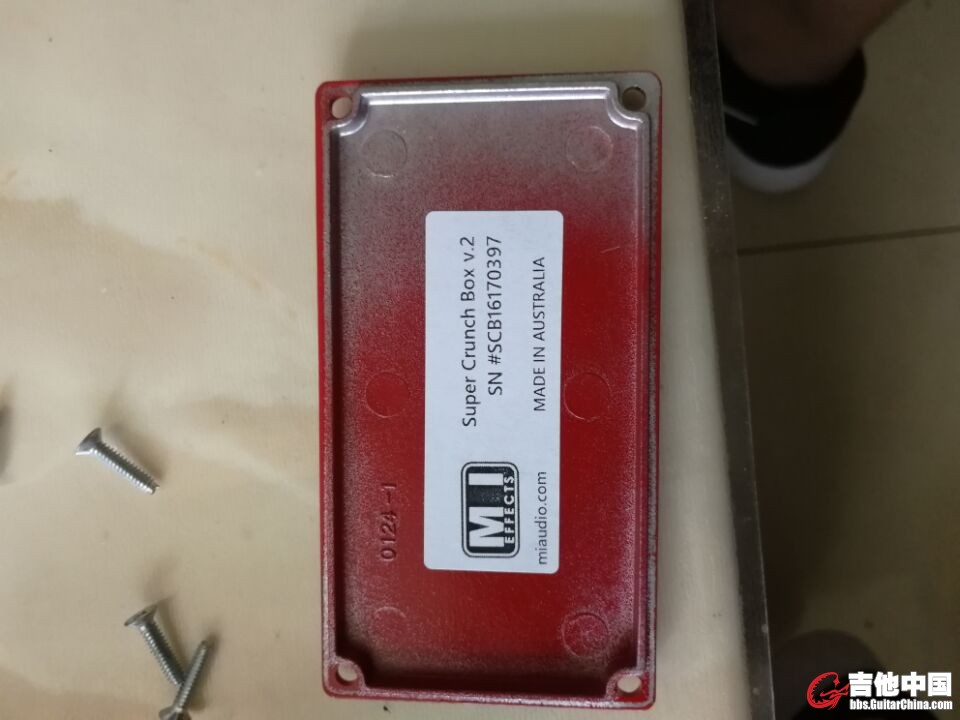 Super Crunch Box v.2
SN #SCB16170397
MADE IN AUSTRALIA
MI
EFFECTS
miaudio.com
0124-1
吉他中国
bbs.GuitarChina.com